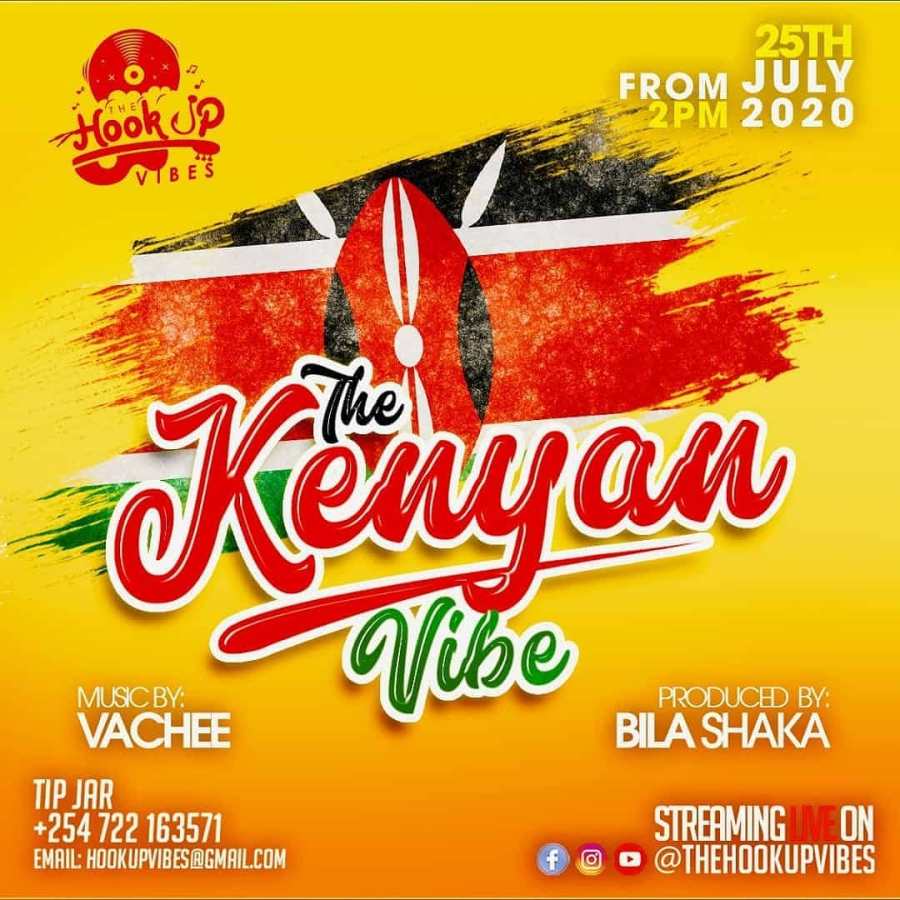 THE
Hook UP
VIBES
25TH
FROM JULY
2PM 2020
The
Kenyan
Vibe
MUSIC BY:
VACHEE
PRODUCED BY:
BILA SHAKA
TIP JAR
+254 722 163571
EMAIL: HOOKUPVIBES@GMAIL.COM
STREAMING LIVE ON
@THEHOOKUPVIBES